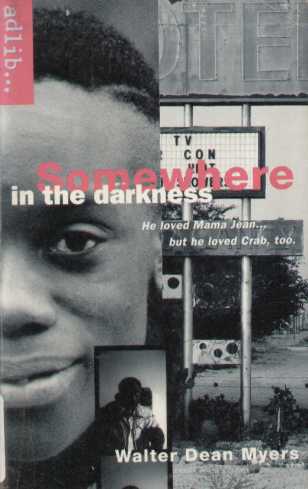 adlib...
OTE
TV
CON
Somewhere
in the darkness
He loved Mama Jean...
but he loved Crab, too.
Walter Dean Myers